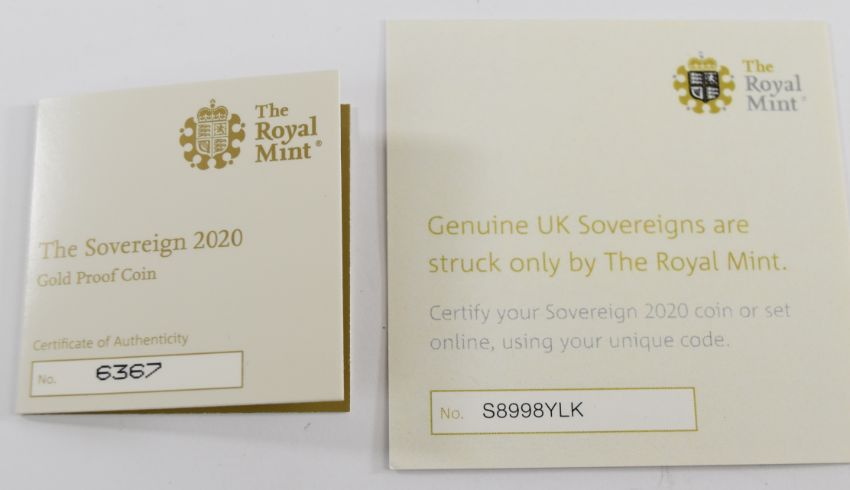 The
Royal
Mint®
The Sovereign 2020
Gold Proof Coin
Certificate of Authenticity
No. 6367
The
Royal
Mint®
Genuine UK Sovereigns are
struck only by The Royal Mint.
Certify your Sovereign 2020 coin or set
online, using your unique code.
No. S8998YLK